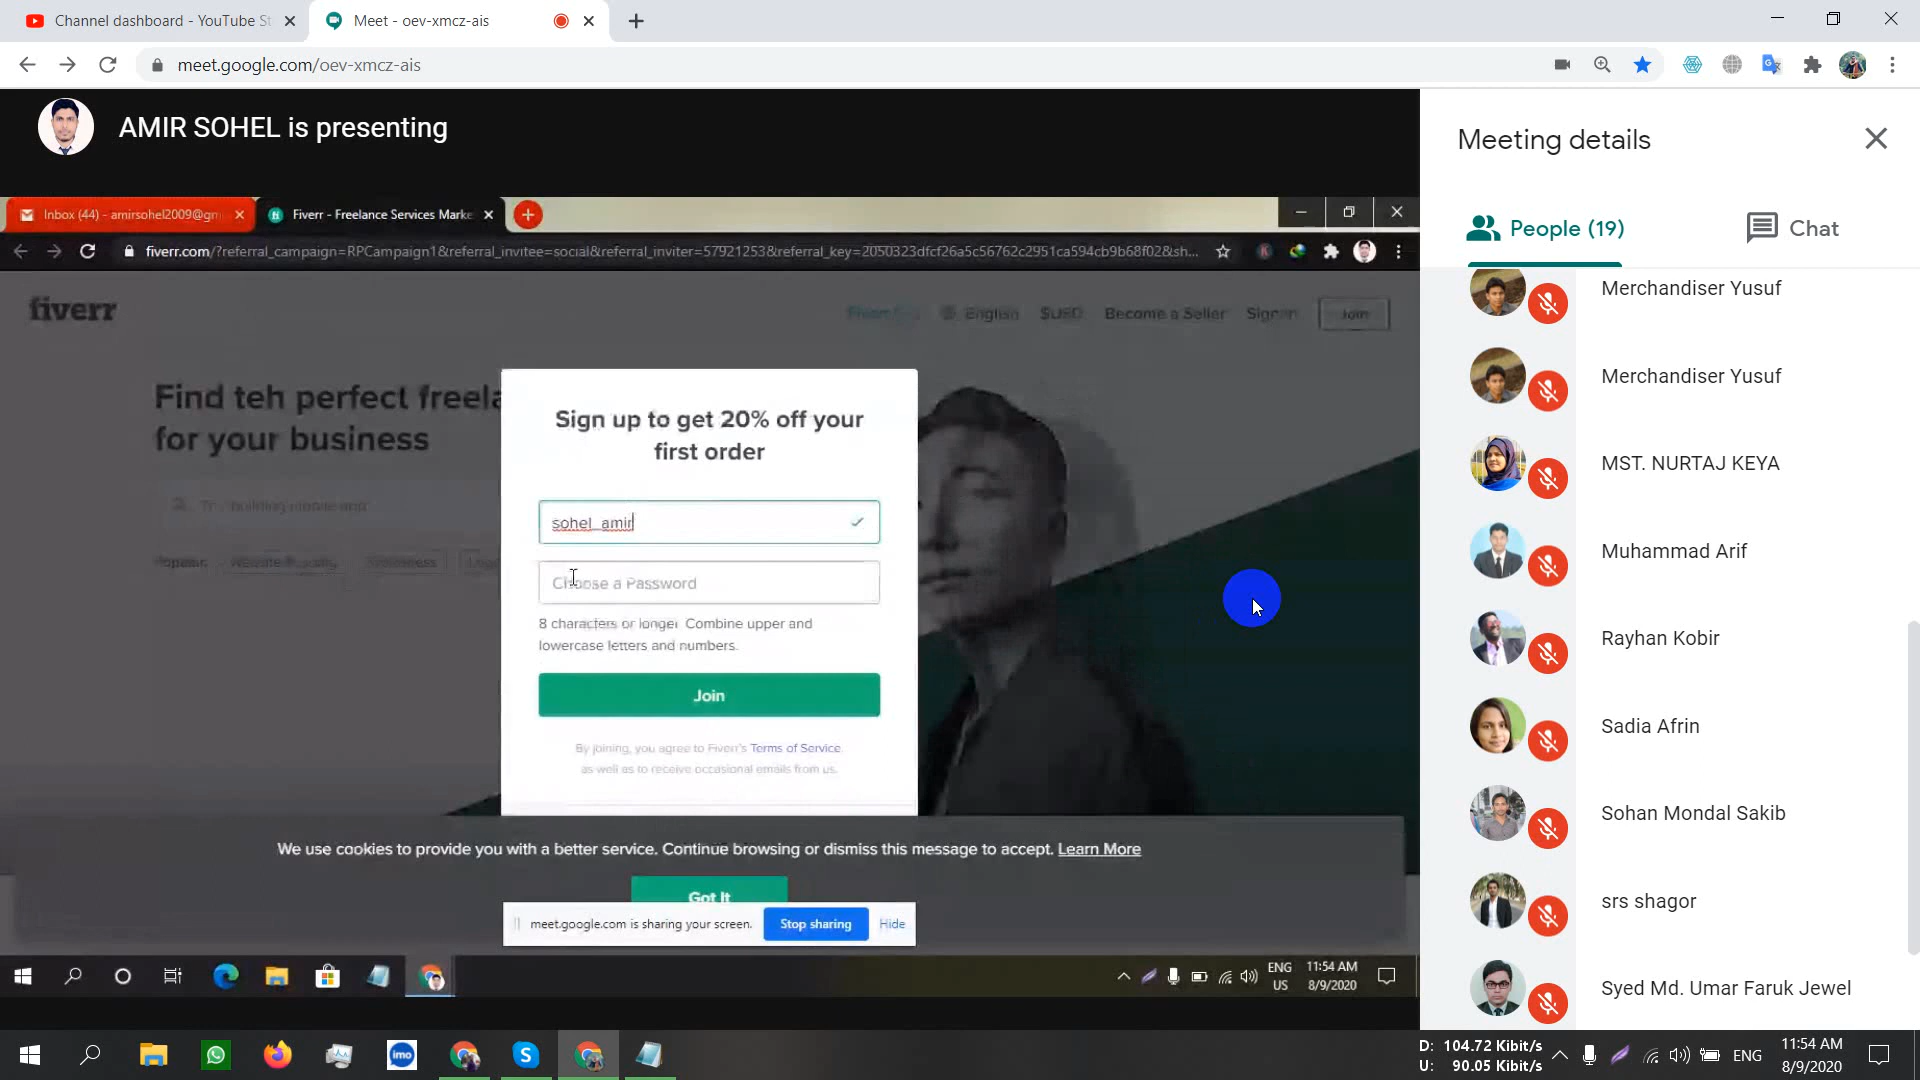 Channel dashboard - YouTube St
Meet - oev-xmcz-ais
meet.google.com/oev-xmcz-ais
AMIR SOHEL is presenting
Inbox (44) - amirsohel2009@gm
Fiverr - Freelance Services Marke
fiverr.com/?referral_campaign=RPCampaign1&referral_invitee=social&referral_inviter=57921253&referral_key=2050323dfcf26a5c56762c2951ca594cb9b68f02&sh...
fiverr
English
$USD
Become a Seller
Sign in
Join
Find teh perfect freela
for your business
Sign up to get 20% off your
first order
sohel_amir
Choose a Password
8 characters or longer. Combine upper and
lowercase letters and numbers.
Join
By joining, you agree to Fiverr's Terms of Service.
as well as to receive occasional emails from us.
We use cookies to provide you with a better service. Continue browsing or dismiss this message to accept. Learn More
Got It
meet.google.com is sharing your screen.
Stop sharing
Hide
ENG
US
11:54 AM
8/9/2020
Meeting details
People (19)
Chat
Merchandiser Yusuf
Merchandiser Yusuf
MST. NURTAJ KEYA
Muhammad Arif
Rayhan Kobir
Sadia Afrin
Sohan Mondal Sakib
srs shagor
Syed Md. Umar Faruk Jewel
imo
D: 104.72 Kibit/s
U: 90.05 Kibit/s
ENG
11:54 AM
8/9/2020